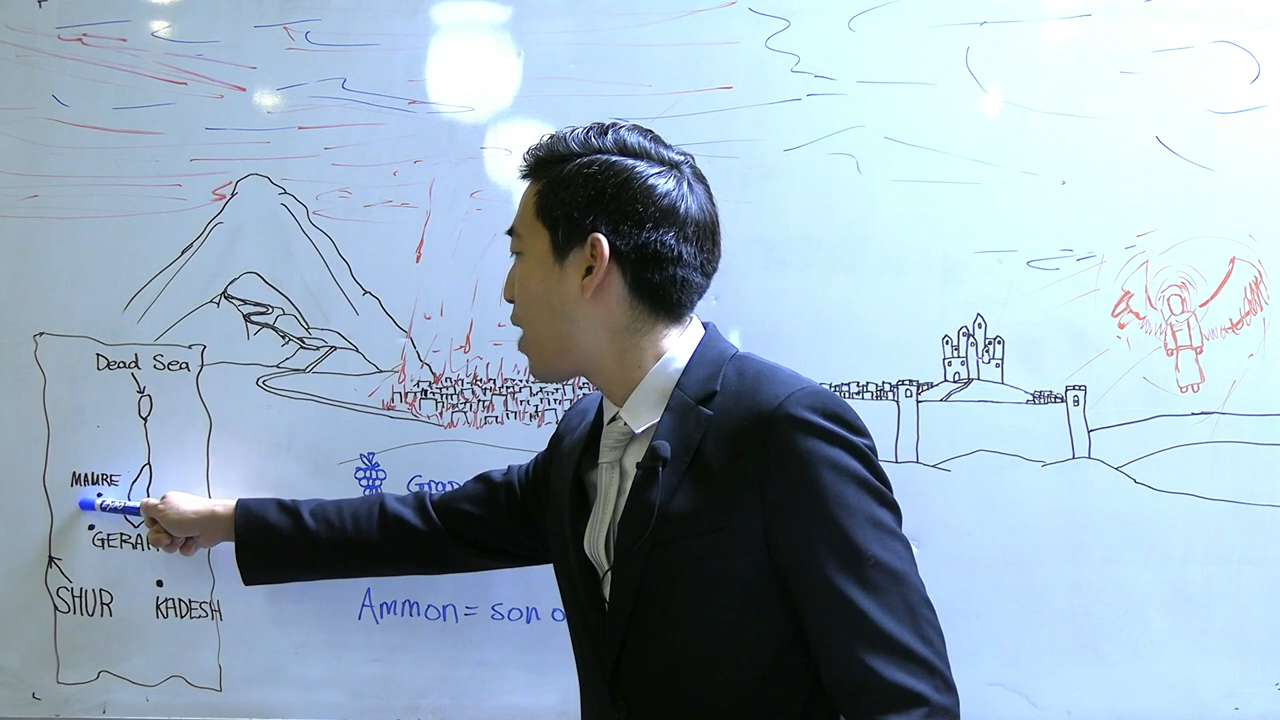 Dead Sea
MAMRE
GERAR
SHUR
KADESH
Ammon= son